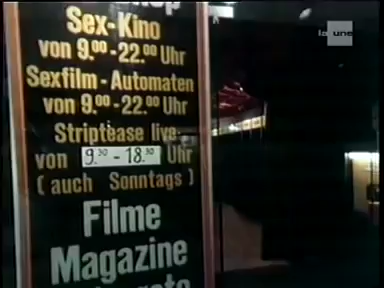 Sex-Kino
von 9.00-22.00 Uhr
Sexfilm-Automaten
von 9.00-22.00 Uhr
Striptease live
von 9.30-18.30 Uhr
(auch Sonntags)
Filme
Magazine
la une